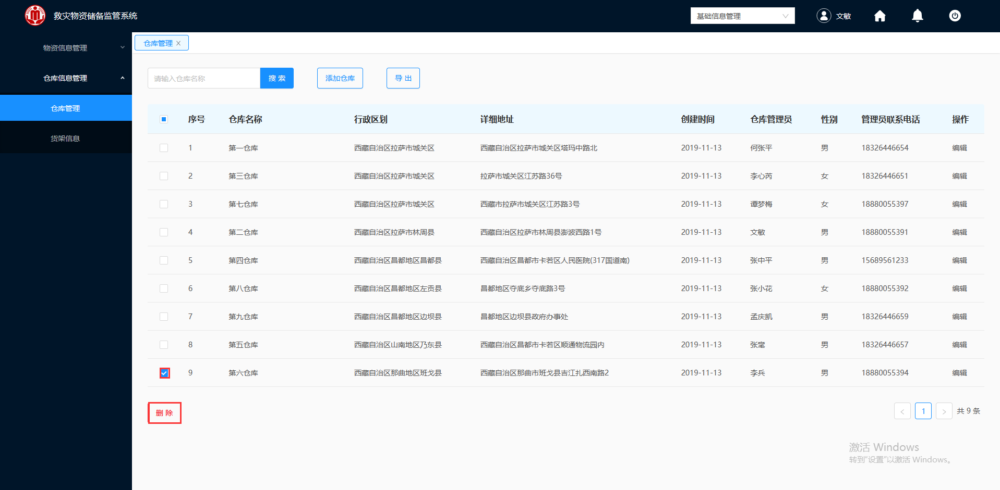 救灾物资储备监管系统
基础信息管理
文敏
物资信息管理
仓库信息管理
仓库管理
货架信息
仓库管理
请输入仓库名称 搜 索 添加仓库 导 出
序号 仓库名称 行政区划 详细地址 创建时间 仓库管理员 性别 管理员联系电话 操作
1 第一仓库 西藏自治区拉萨市城关区 西藏自治区拉萨市城关区塔玛中路北 2019-11-13 何张平 男 18326446654 编辑
2 第三仓库 西藏自治区拉萨市城关区 拉萨市城关区江苏路36号 2019-11-13 李心芮 女 18326446651 编辑
3 第七仓库 西藏自治区拉萨市城关区 西藏市拉萨市城关区江苏路3号 2019-11-13 谭梦梅 女 18880055397 编辑
4 第二仓库 西藏自治区拉萨市林周县 西藏自治区拉萨市林周县澎波西路1号 2019-11-13 文敏 男 18880055391 编辑
5 第四仓库 西藏自治区昌都地区昌都县 西藏自治区昌都市卡若区人民医院(317国道南) 2019-11-13 张中平 男 15689561233 编辑
6 第八仓库 西藏自治区昌都地区左贡县 昌都地区夺底乡夺底路3号 2019-11-13 张小花 女 18880055392 编辑
7 第九仓库 西藏自治区昌都地区边坝县 昌都地区边坝县政府办事处 2019-11-13 孟庆凯 男 18326446659 编辑
8 第五仓库 西藏自治区山南地区乃东县 西藏自治区昌都市卡若区顺通物流园内 2019-11-13 张毫 男 18326446657 编辑
9 第六仓库 西藏自治区那曲地区班戈县 西藏自治区那曲市班戈县吉江扎西南路2 2019-11-13 李兵 男 18880055394 编辑
删 除
< 1 > 共 9 条
激活 Windows
转到“设置”以激活 Windows。